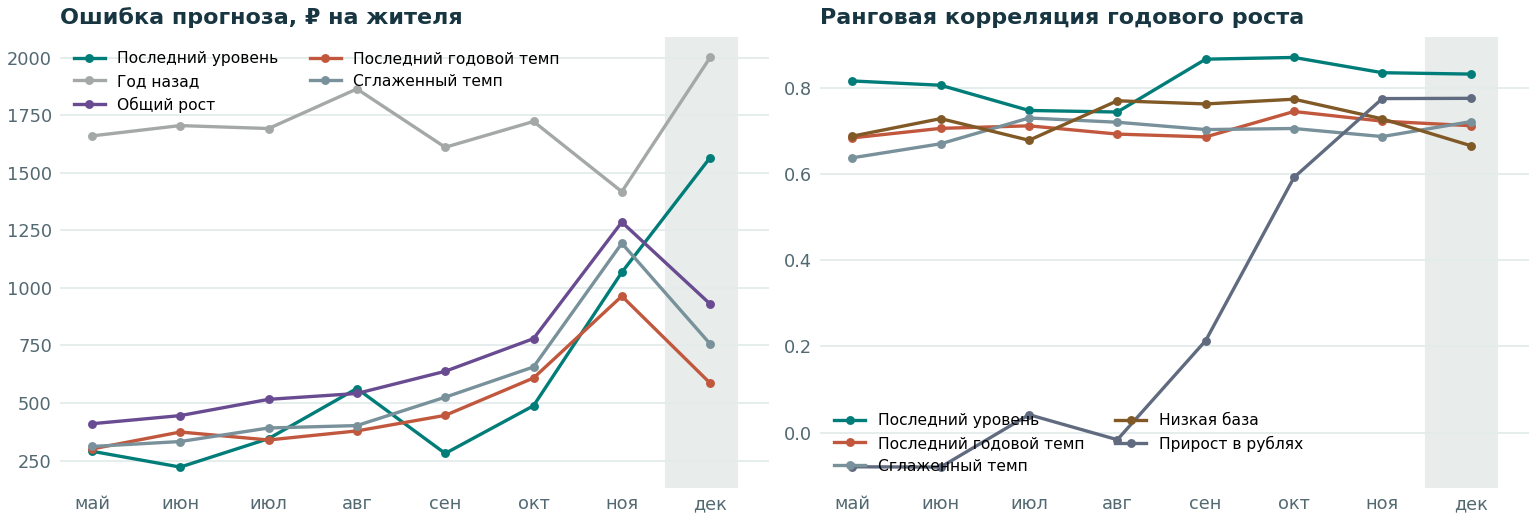 Ошибка прогноза, ₽ на жителя
Последний уровень
Год назад
Общий рост
Последний годовой темп
Сглаженный темп
2000
1750
1500
1250
1000
750
500
250
май июн июл авг сен окт ноя дек
Ранговая корреляция годового роста
0.8
0.6
0.4
0.2
0.0
Последний уровень
Последний годовой темп
Сглаженный темп
Низкая база
Прирост в рублях
май июн июл авг сен окт ноя дек